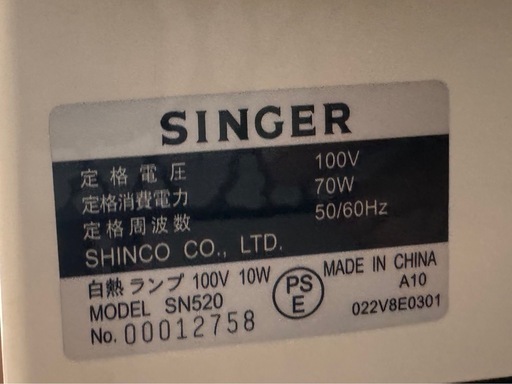 SINGER
定格電圧 100V
定格消費電力 70W
定格周波数 50/60Hz
SHINCO CO., LTD.
白熱ランプ 100V 10W
MODEL SN520
No. 00012758
PS
E
MADE IN CHINA
A10
022V8E0301